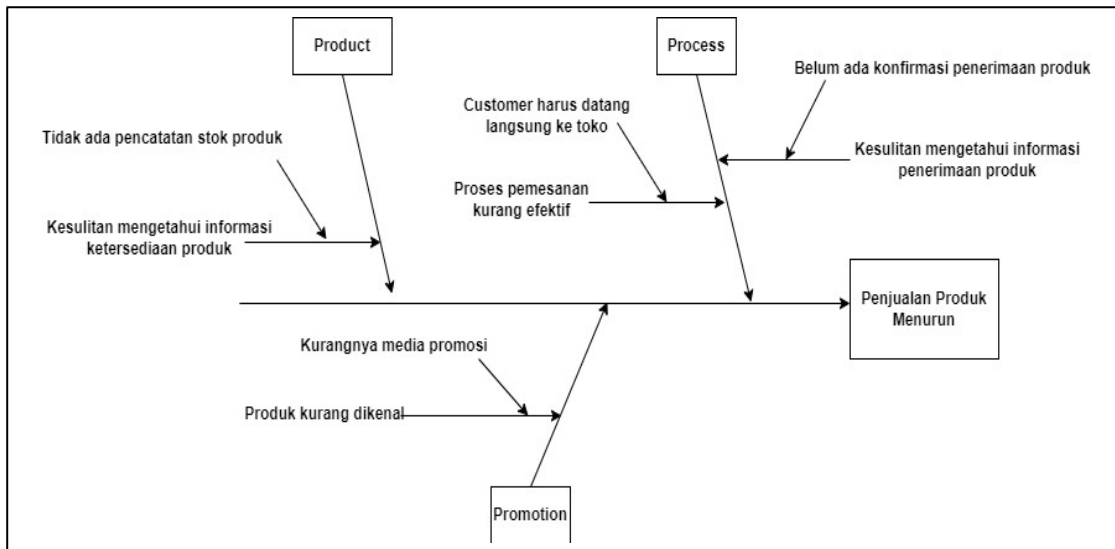 Product
Process
Belum ada konfirmasi penerimaan produk
Customer harus datang
langsung ke toko
Tidak ada pencatatan stok produk
Kesulitan mengetahui informasi
penerimaan produk
Proses pemesanan
kurang efektif
Kesulitan mengetahui informasi
ketersediaan produk
Penjualan Produk
Menurun
Kurangnya media promosi
Produk kurang dikenal
Promotion